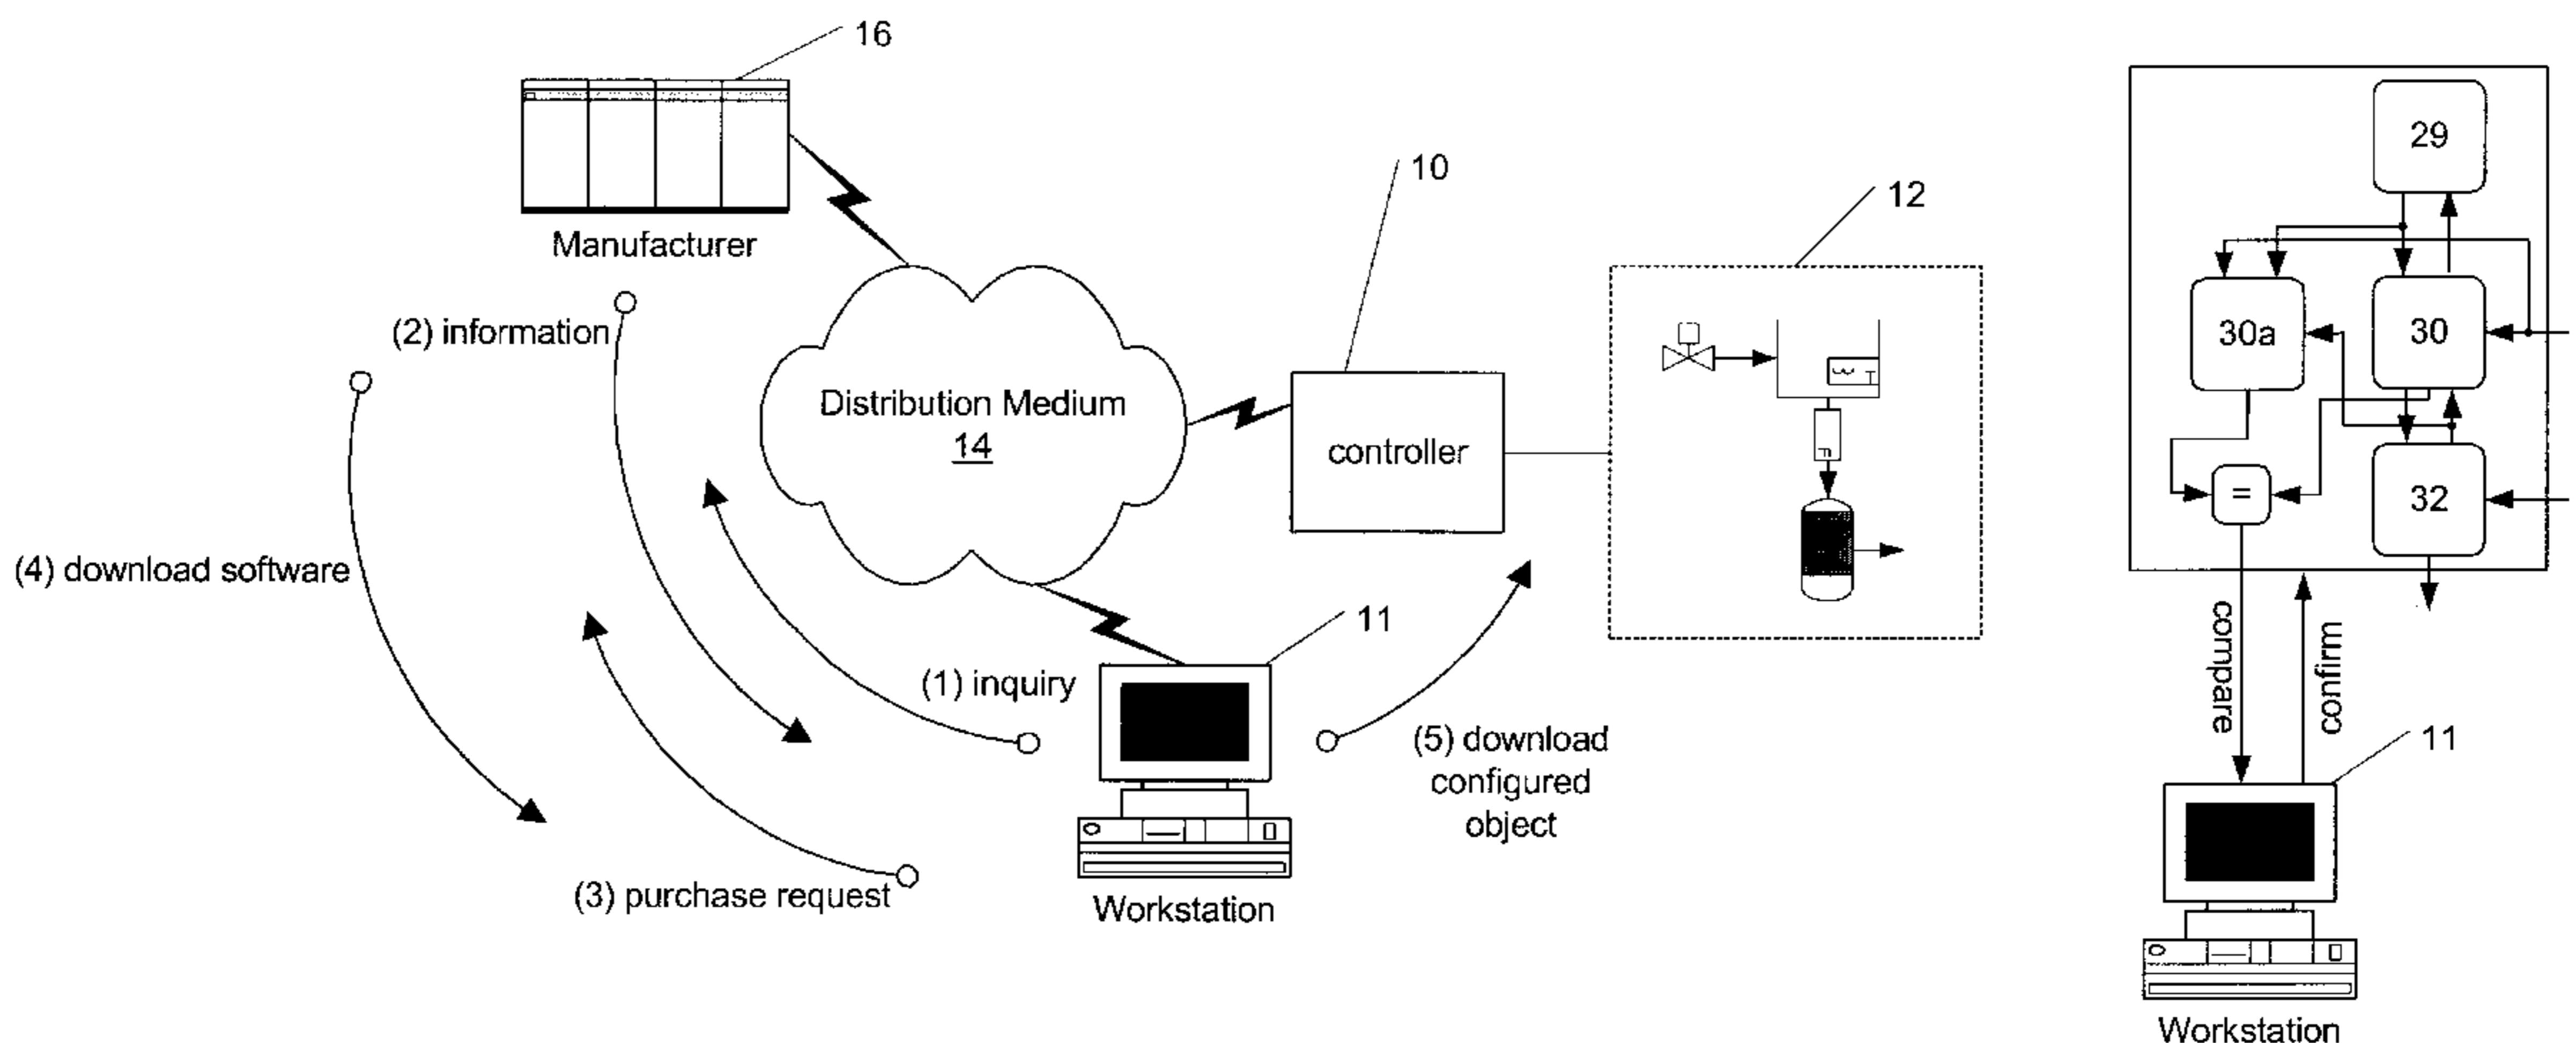 16
Manufacturer
(2) information
(4) download software
Distribution Medium
14
10
controller
12
(1) inquiry
11
(3) purchase request
(5) download
configured
object
Workstation
29
30a
30
=
32
compare
confirm
11
Workstation